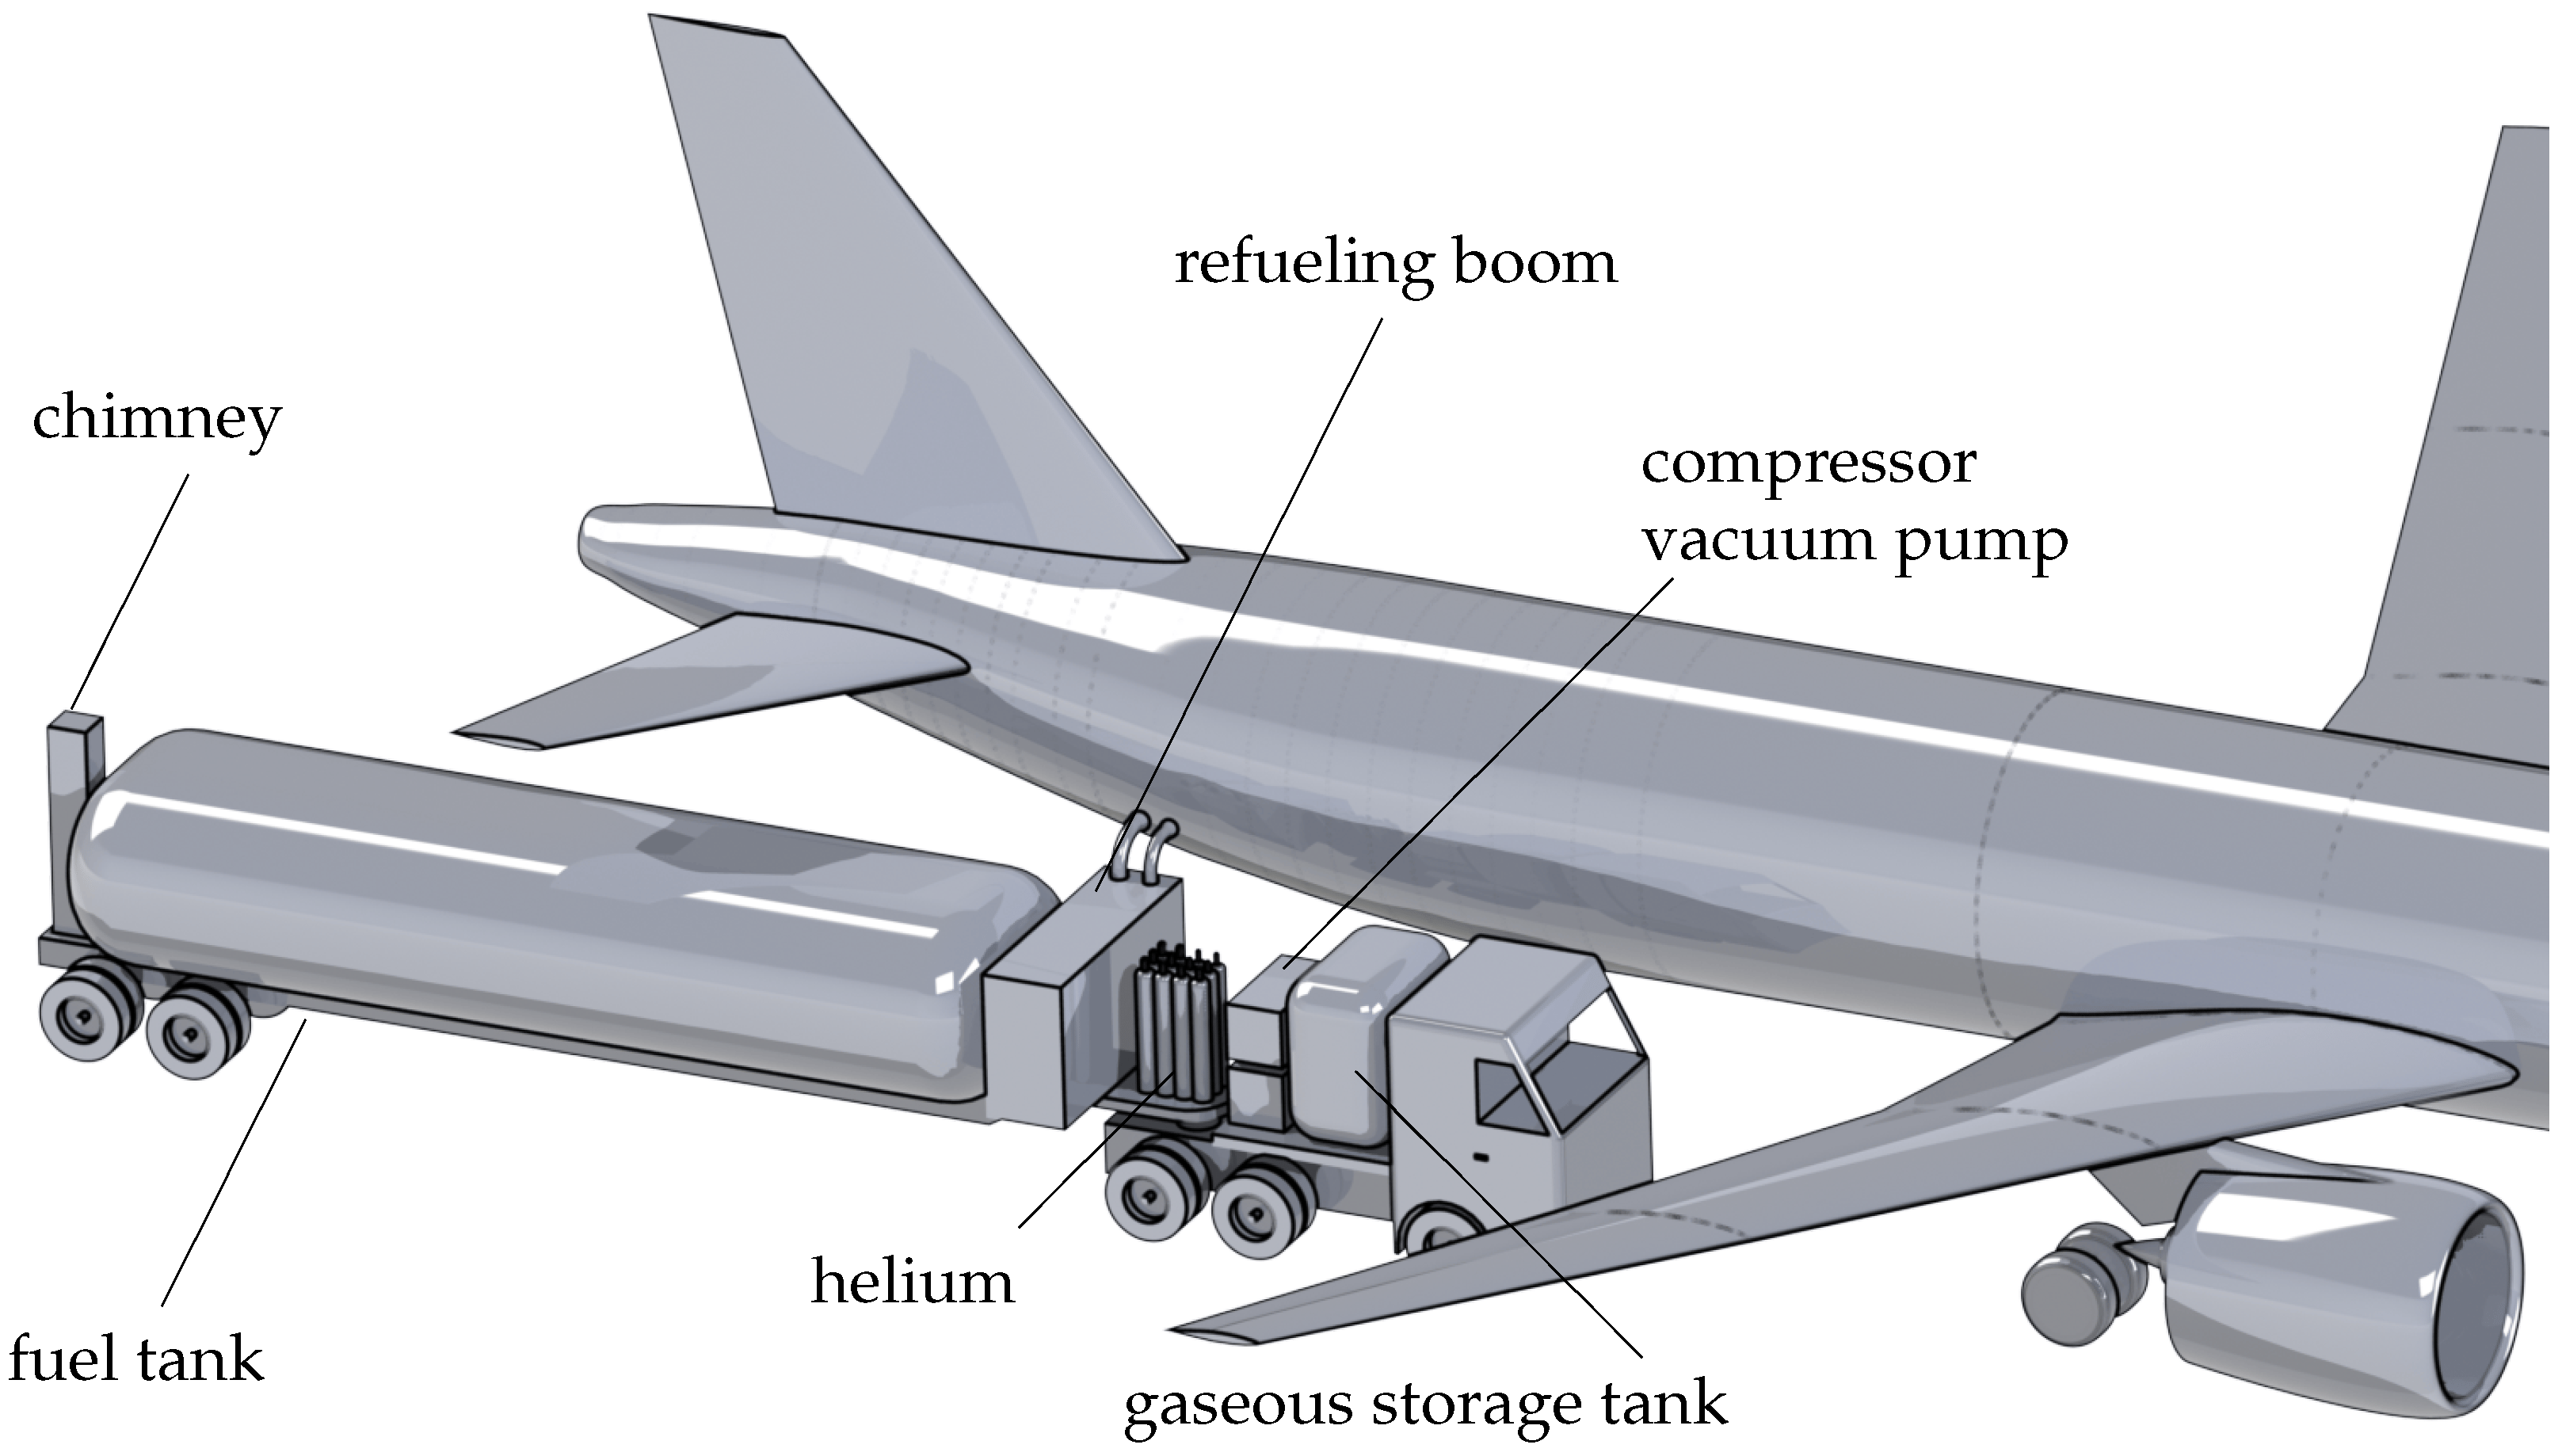 refueling boom
chimney
compressor
vacuum pump
helium
fuel tank
gaseous storage tank